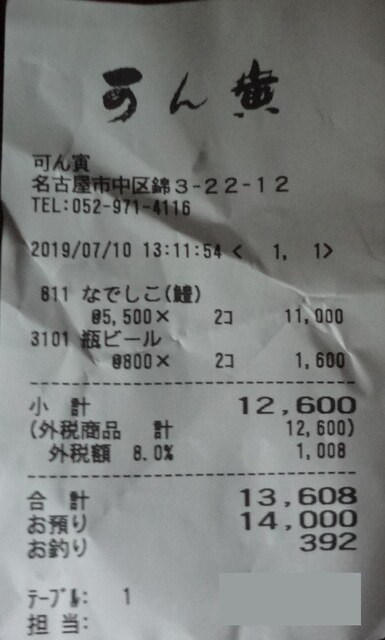 可ん寅
可ん寅
名古屋市中区錦3-22-12
TEL:052-971-4116
2019/07/10 13:11:54 < 1, 1>
811 なでしこ(鰻)
@5,500× 2コ 11,000
3101 瓶ビール
@800× 2コ 1,600
小 計 12,600
(外税商品 計 12,600)
外税額 8.0% 1,008
合 計 13,608
お預り 14,000
お釣り 392
テーブル: 1
担 当: